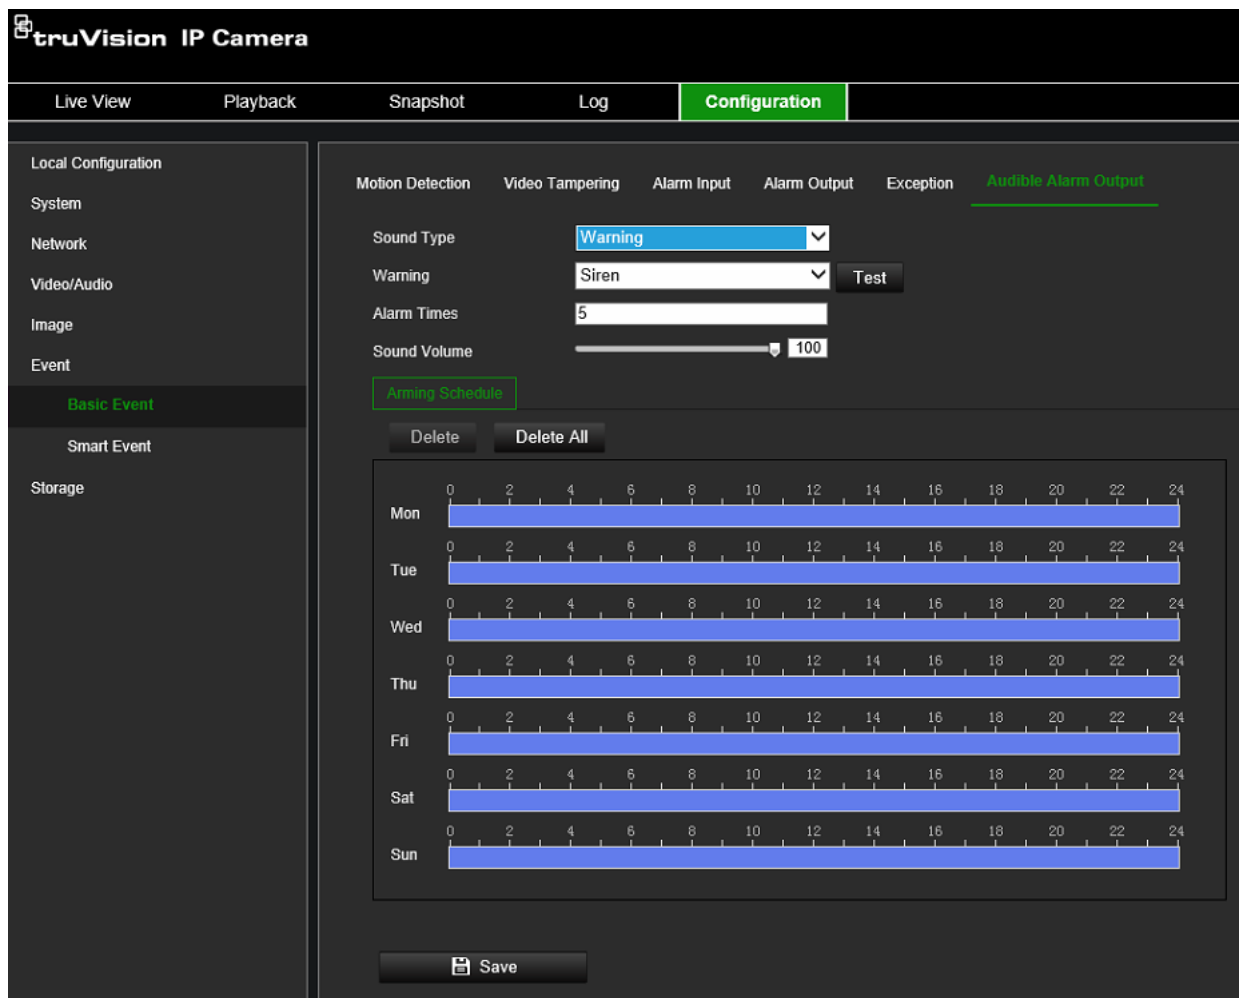 truVision IP Camera
Live View Playback Snapshot Log Configuration
Local Configuration
System
Network
Video/Audio
Image
Event
Basic Event
Smart Event
Storage
Motion Detection Video Tampering Alarm Input Alarm Output Exception Audible Alarm Output
Sound Type Warning
Warning Siren Test
Alarm Times 5
Sound Volume 100
Arming Schedule
Delete Delete All
0 2 4 6 8 10 12 14 16 18 20 22 24
Mon
0 2 4 6 8 10 12 14 16 18 20 22 24
Tue
0 2 4 6 8 10 12 14 16 18 20 22 24
Wed
0 2 4 6 8 10 12 14 16 18 20 22 24
Thu
0 2 4 6 8 10 12 14 16 18 20 22 24
Fri
0 2 4 6 8 10 12 14 16 18 20 22 24
Sat
0 2 4 6 8 10 12 14 16 18 20 22 24
Sun
Save